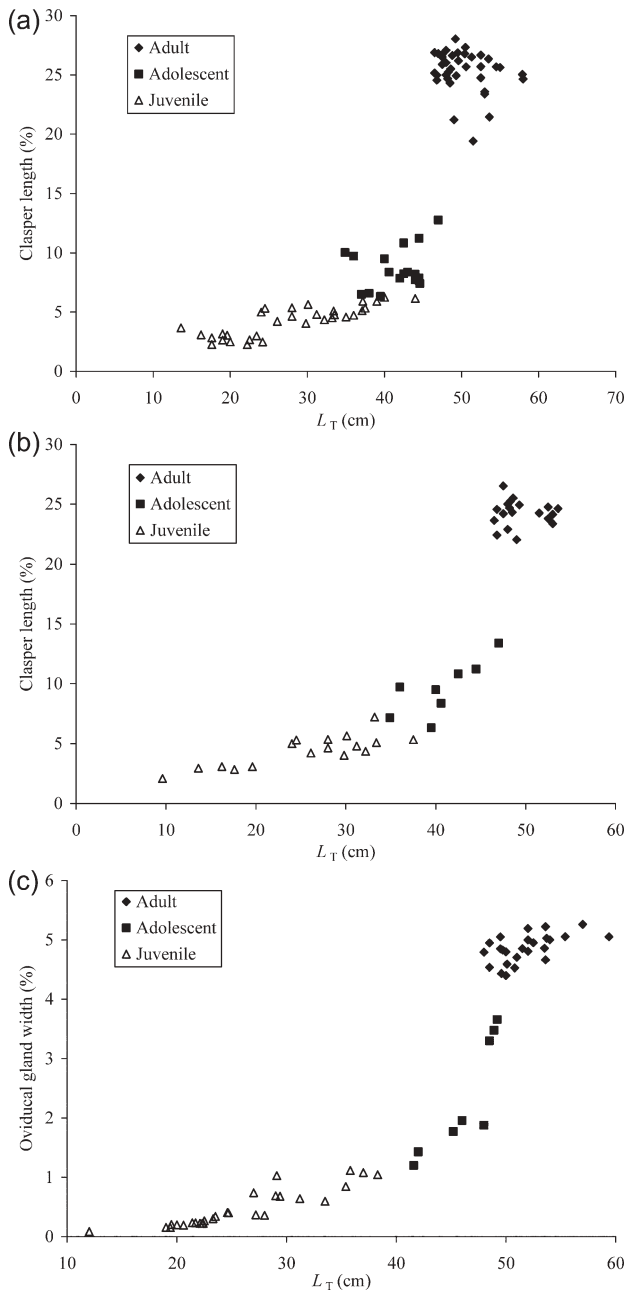 (a)
30
25
20
15
10
5
0
Clasper length (%)
Adult
Adolescent
Juvenile
0 10 20 30 40 50 60 70
LT (cm)
(b)
30
25
20
15
10
5
0
Clasper length (%)
Adult
Adolescent
Juvenile
0 10 20 30 40 50 60
LT (cm)
(c)
6
5
4
3
2
1
0
Oviducal gland width (%)
Adult
Adolescent
Juvenile
10 20 30 40 50 60
LT (cm)